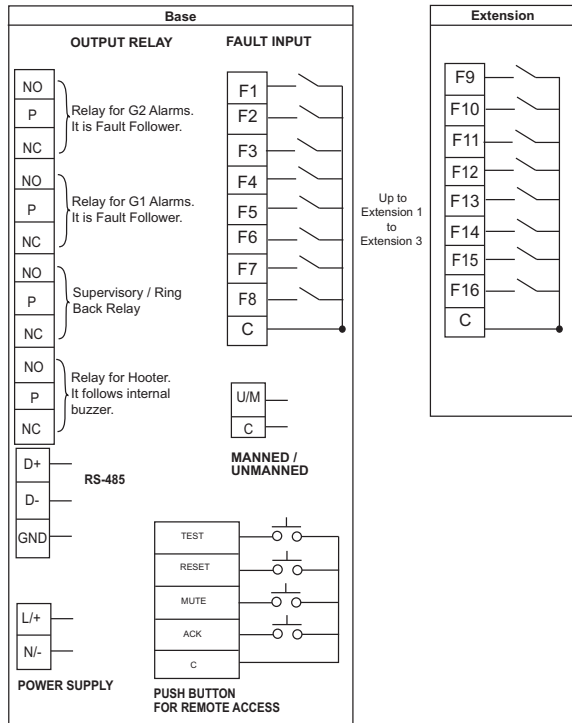 Base
OUTPUT RELAY
NO
P
NC
Relay for G2 Alarms.
It is Fault Follower.
NO
P
NC
Relay for G1 Alarms.
It is Fault Follower.
NO
P
NC
Supervisory / Ring
Back Relay
NO
P
NC
Relay for Hooter.
It follows internal
buzzer.
D+
D-
GND
RS-485
L/+
N/-
POWER SUPPLY
FAULT INPUT
F1
F2
F3
F4
F5
F6
F7
F8
C
U/M
C
MANNED /
UNMANNED
TEST
RESET
MUTE
ACK
C
PUSH BUTTON
FOR REMOTE ACCESS
Up to
Extension 1
to
Extension 3
Extension
F9
F10
F11
F12
F13
F14
F15
F16
C